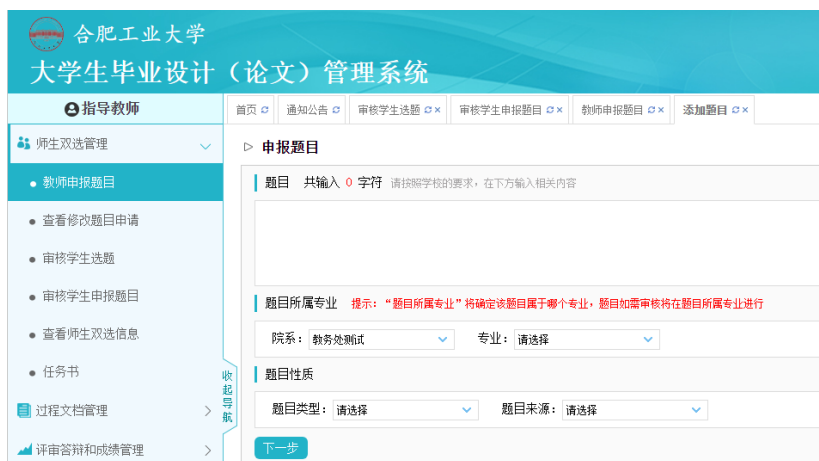 合肥工业大学
大学生毕业设计（论文）管理系统
指导教师
首页 通知公告 审核学生选题 审核学生申报题目 教师申报题目 添加题目
师生双选管理
教师申报题目
查看修改题目申请
审核学生选题
审核学生申报题目
查看师生双选信息
任务书
过程文档管理
评审答辩和成绩管理
收起导航
申报题目
题目 共输入 0 字符 请按照学校的要求，在下方输入相关内容
题目所属专业 提示：“题目所属专业”将确定该题目属于哪个专业，题目如需审核将在题目所属专业进行
院系：教务处测试 专业：请选择
题目性质
题目类型：请选择 题目来源：请选择
下一步